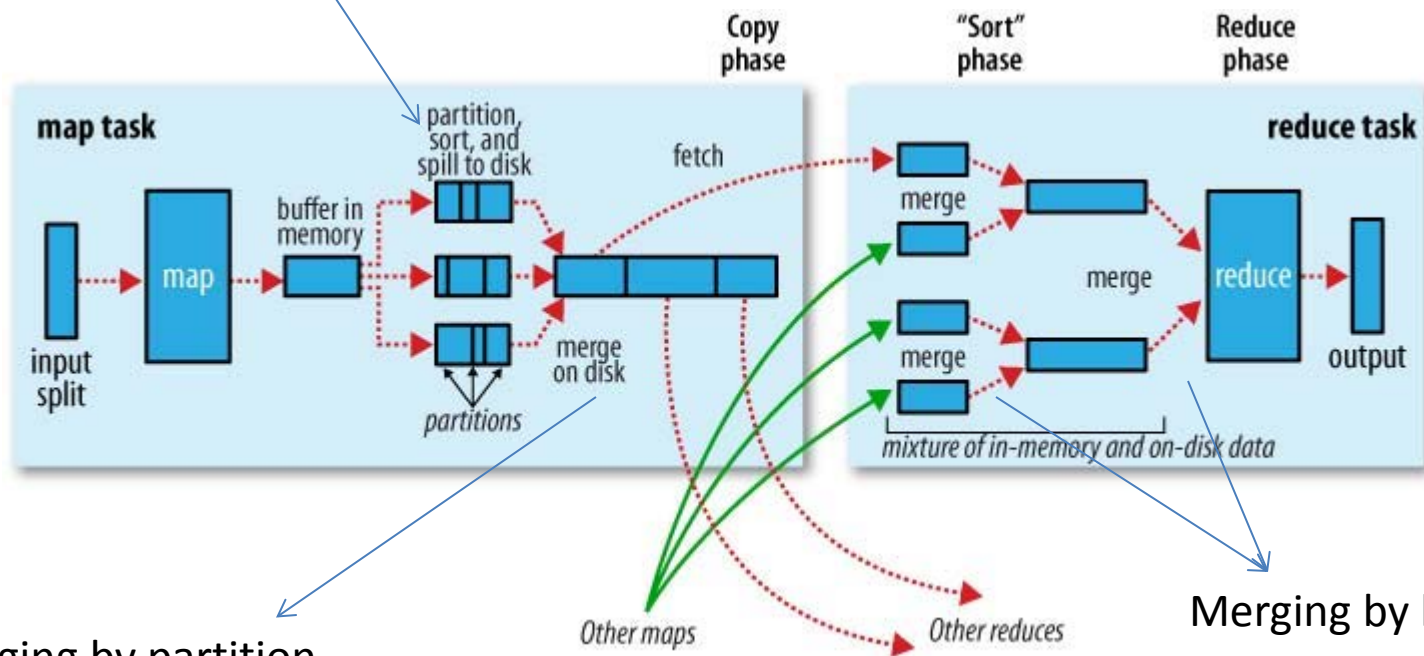 Copy
phase
"Sort"
phase
Reduce
phase
map task
partition,
sort, and
spill to disk
fetch
reduce task
buffer in
memory
merge
map
merge
reduce
input
split
merge
on disk
merge
output
partitions
mixture of in-memory and on-disk data
Other maps
Other reduces
Merging by
ging by partition